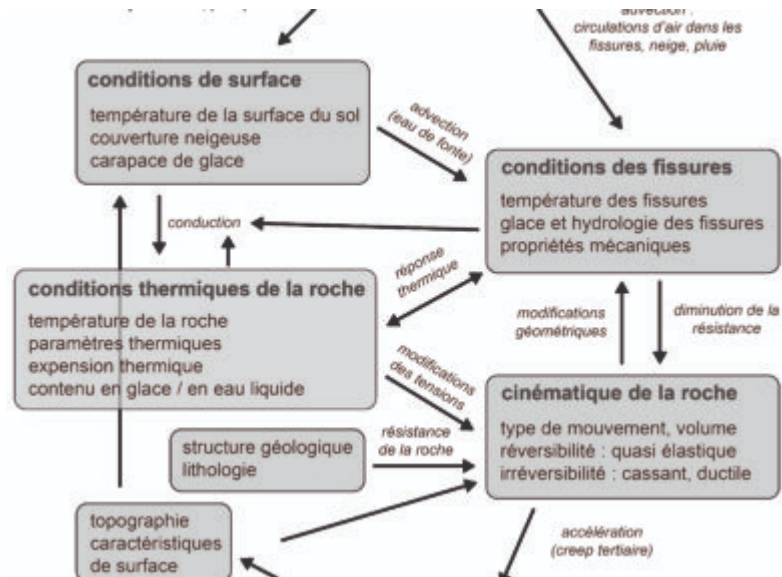 advection :
circulations d'air dans les
fissures, neige, pluie
conditions de surface
température de la surface du sol
couverture neigeuse
carapace de glace
advection
(eau de fonte)
conditions des fissures
température des fissures
glace et hydrologie des fissures
propriétés mécaniques
conduction
réponse
thermique
conditions thermiques de la roche
température de la roche
paramètres thermiques
expension thermique
contenu en glace / en eau liquide
modifications
géométriques
diminution de la
résistance
modifications
des tensions
cinématique de la roche
type de mouvement, volume
réversibilité : quasi élastique
irréversibilité : cassant, ductile
structure géologique
lithologie
résistance
de la roche
topographie
caractéristiques
de surface
accélération
(creep tertiaire)